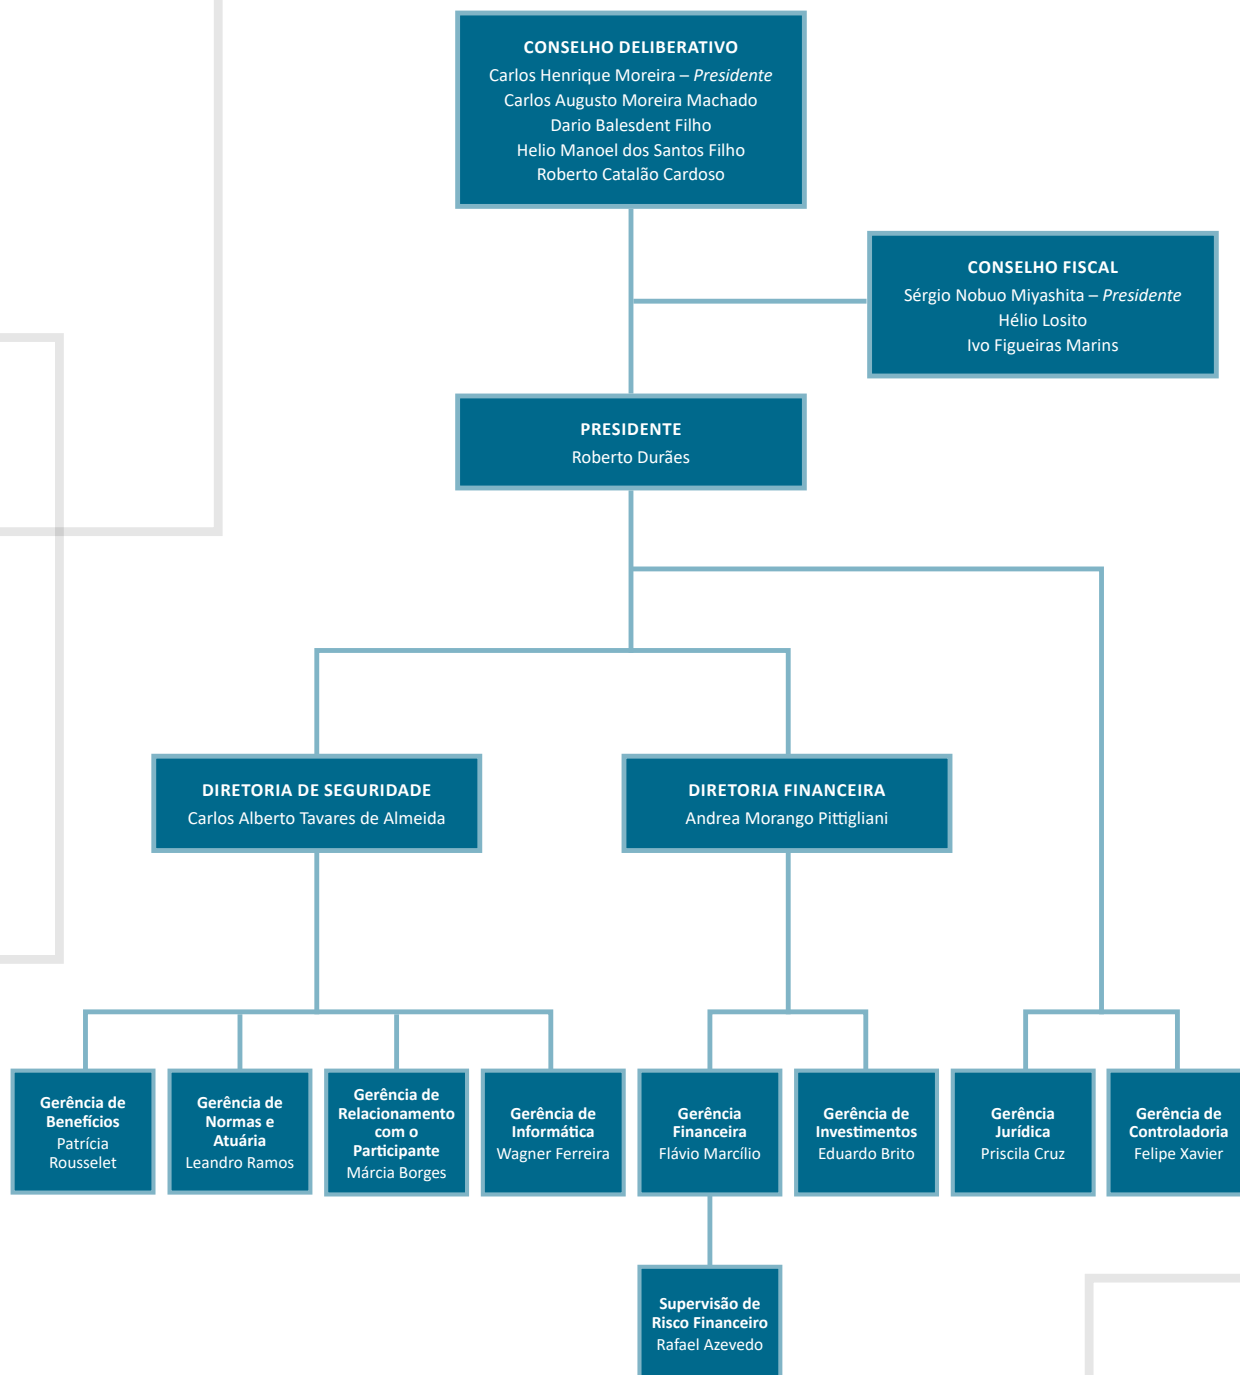 CONSELHO DELIBERATIVO
Carlos Henrique Moreira – Presidente
Carlos Augusto Moreira Machado
Dario Balesdent Filho
Helio Manoel dos Santos Filho
Roberto Catalão Cardoso
CONSELHO FISCAL
Sérgio Nobuo Miyashita – Presidente
Hélio Losito
Ivo Figueiras Marins
PRESIDENTE
Roberto Durães
DIRETORIA DE SEGURIDADE
Carlos Alberto Tavares de Almeida
DIRETORIA FINANCEIRA
Andrea Morango Pittigliani
Gerência de
Benefícios
Patrícia
Rousselet
Gerência de
Normas e
Atuária
Leandro Ramos
Gerência de
Relacionamento
com o
Participante
Márcia Borges
Gerência de
Informática
Wagner Ferreira
Gerência
Financeira
Flávio Marcílio
Gerência de
Investimentos
Eduardo Brito
Gerência
Jurídica
Priscila Cruz
Gerência de
Controladoria
Felipe Xavier
Supervisão de
Risco Financeiro
Rafael Azevedo